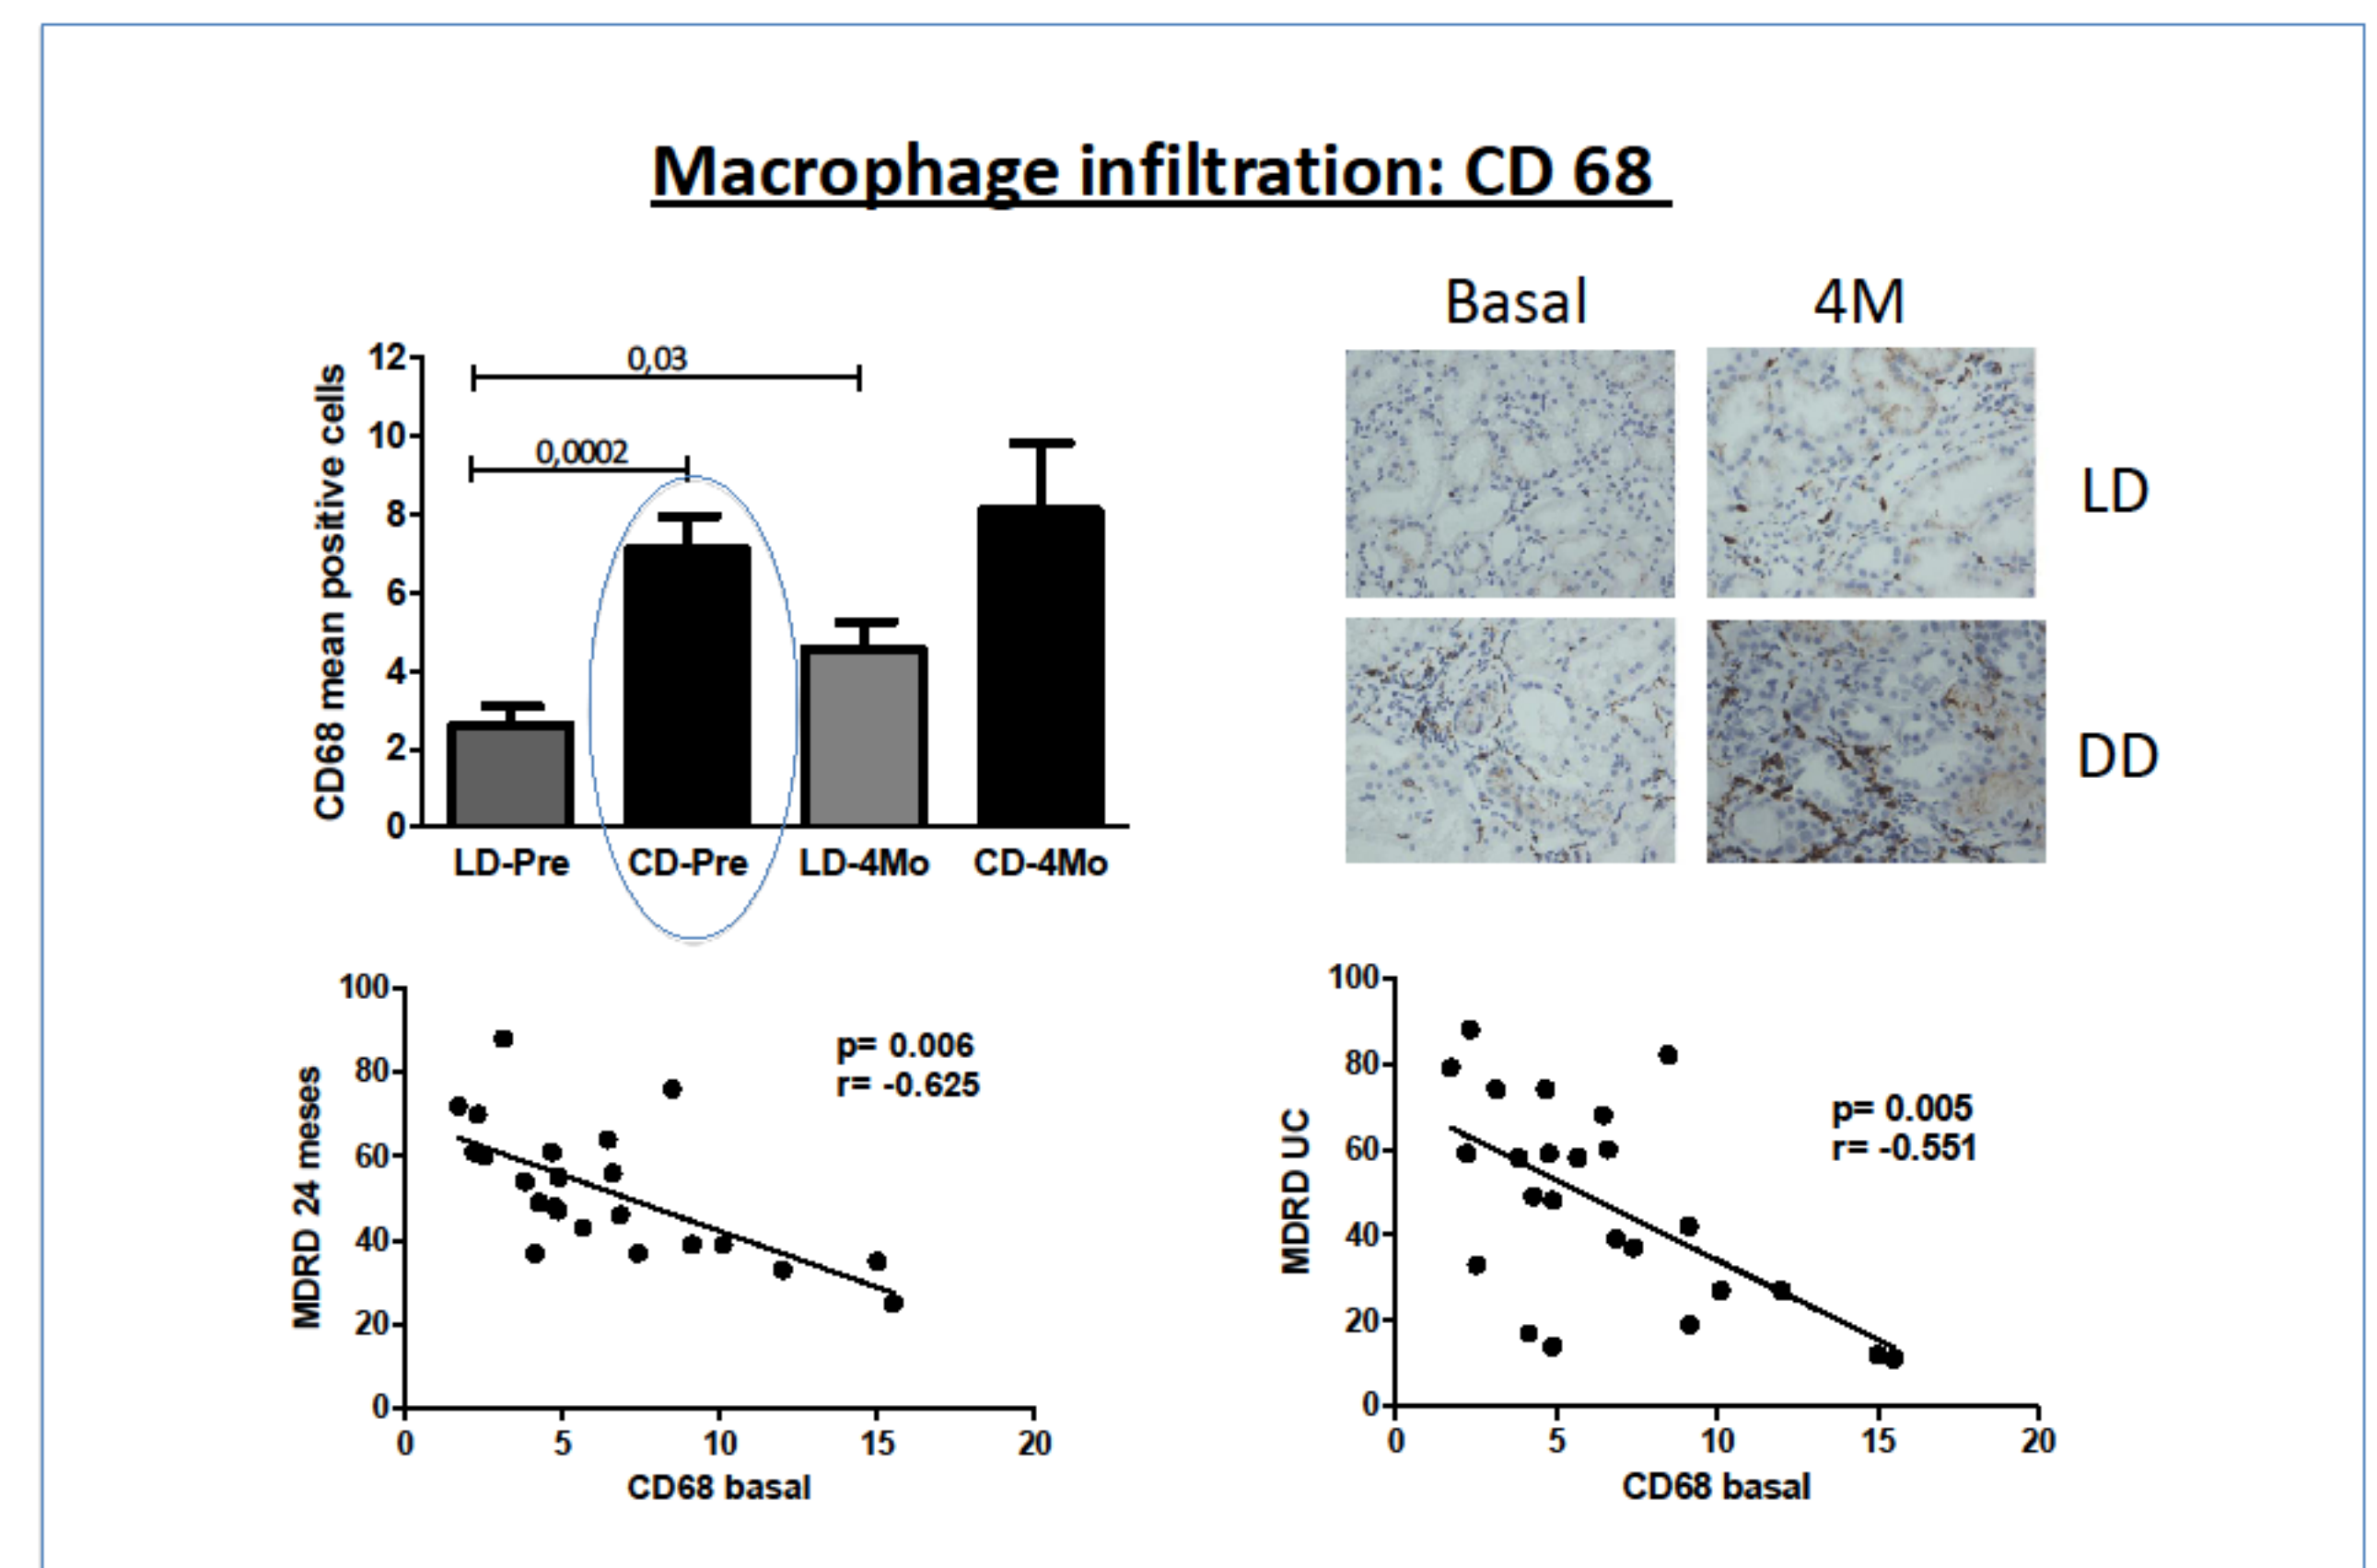 Macrophage infiltration: CD 68
CD68 mean positive cells
12
10
8
6
4
2
0
0,03
0,0002
LD-Pre CD-Pre LD-4Mo CD-4Mo
Basal 4M
LD
DD
MDRD 24 meses
100
80
60
40
20
0
p= 0.006
r= -0.625
0 5 10 15 20
CD68 basal
MDRD UC
100
80
60
40
20
0
p= 0.005
r= -0.551
0 5 10 15 20
CD68 basal